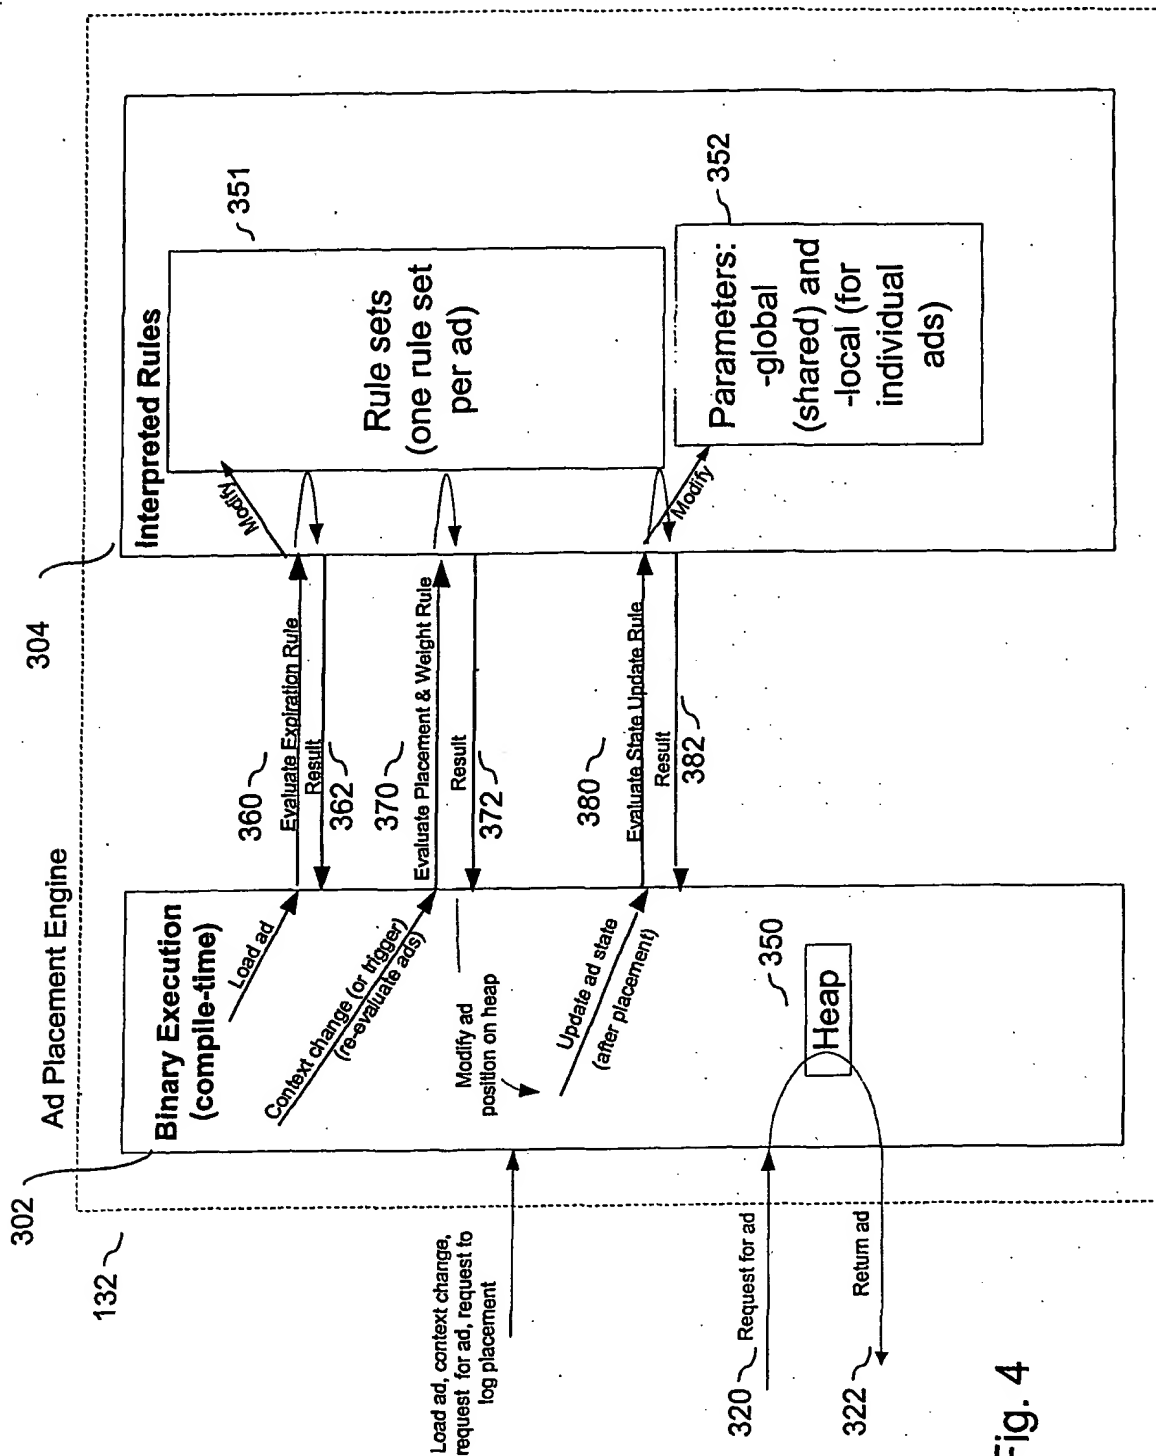 Ad Placement Engine
132
302
304
Binary Execution
(compile-time)
Interpreted Rules
Load ad
360
Evaluate Expiration Rule
Result
362
Modify
Rule sets
(one rule set
per ad)
351
Context change (or trigger)
(re-evaluate ads)
370
Evaluate Placement & Weight Rule
Result
372
Modify ad
position on heap
Update ad state
(after placement)
380
Evaluate State Update Rule
Result
382
Modify
Parameters:
-global
(shared) and
-local (for
individual
ads)
352
Load ad, context change,
request for ad, request to
log placement
Heap
350
320
Request for ad
322
Return ad
Fig. 4